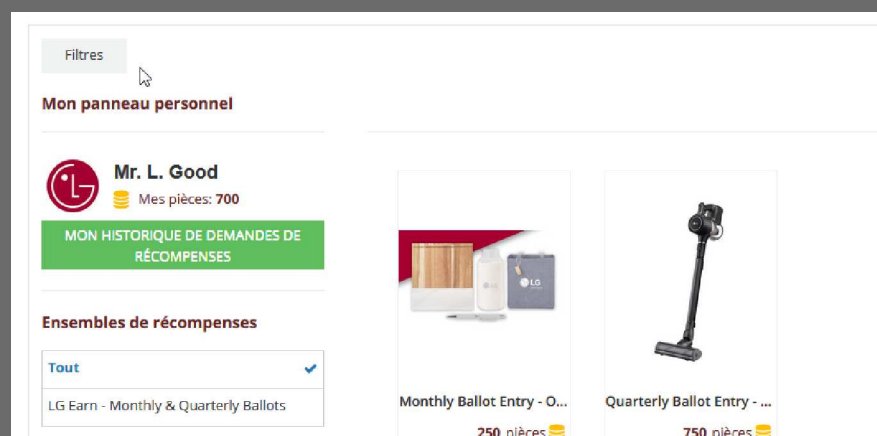 Filtres
Mon panneau personnel
Mr. L. Good
Mes pièces: 700
MON HISTORIQUE DE DEMANDES DE
RÉCOMPENSES
Ensembles de récompenses
Tout
LG Earn - Monthly & Quarterly Ballots
LG
Monthly Ballot Entry - O...
250 pièces
Quarterly Ballot Entry - ...
750 pièces